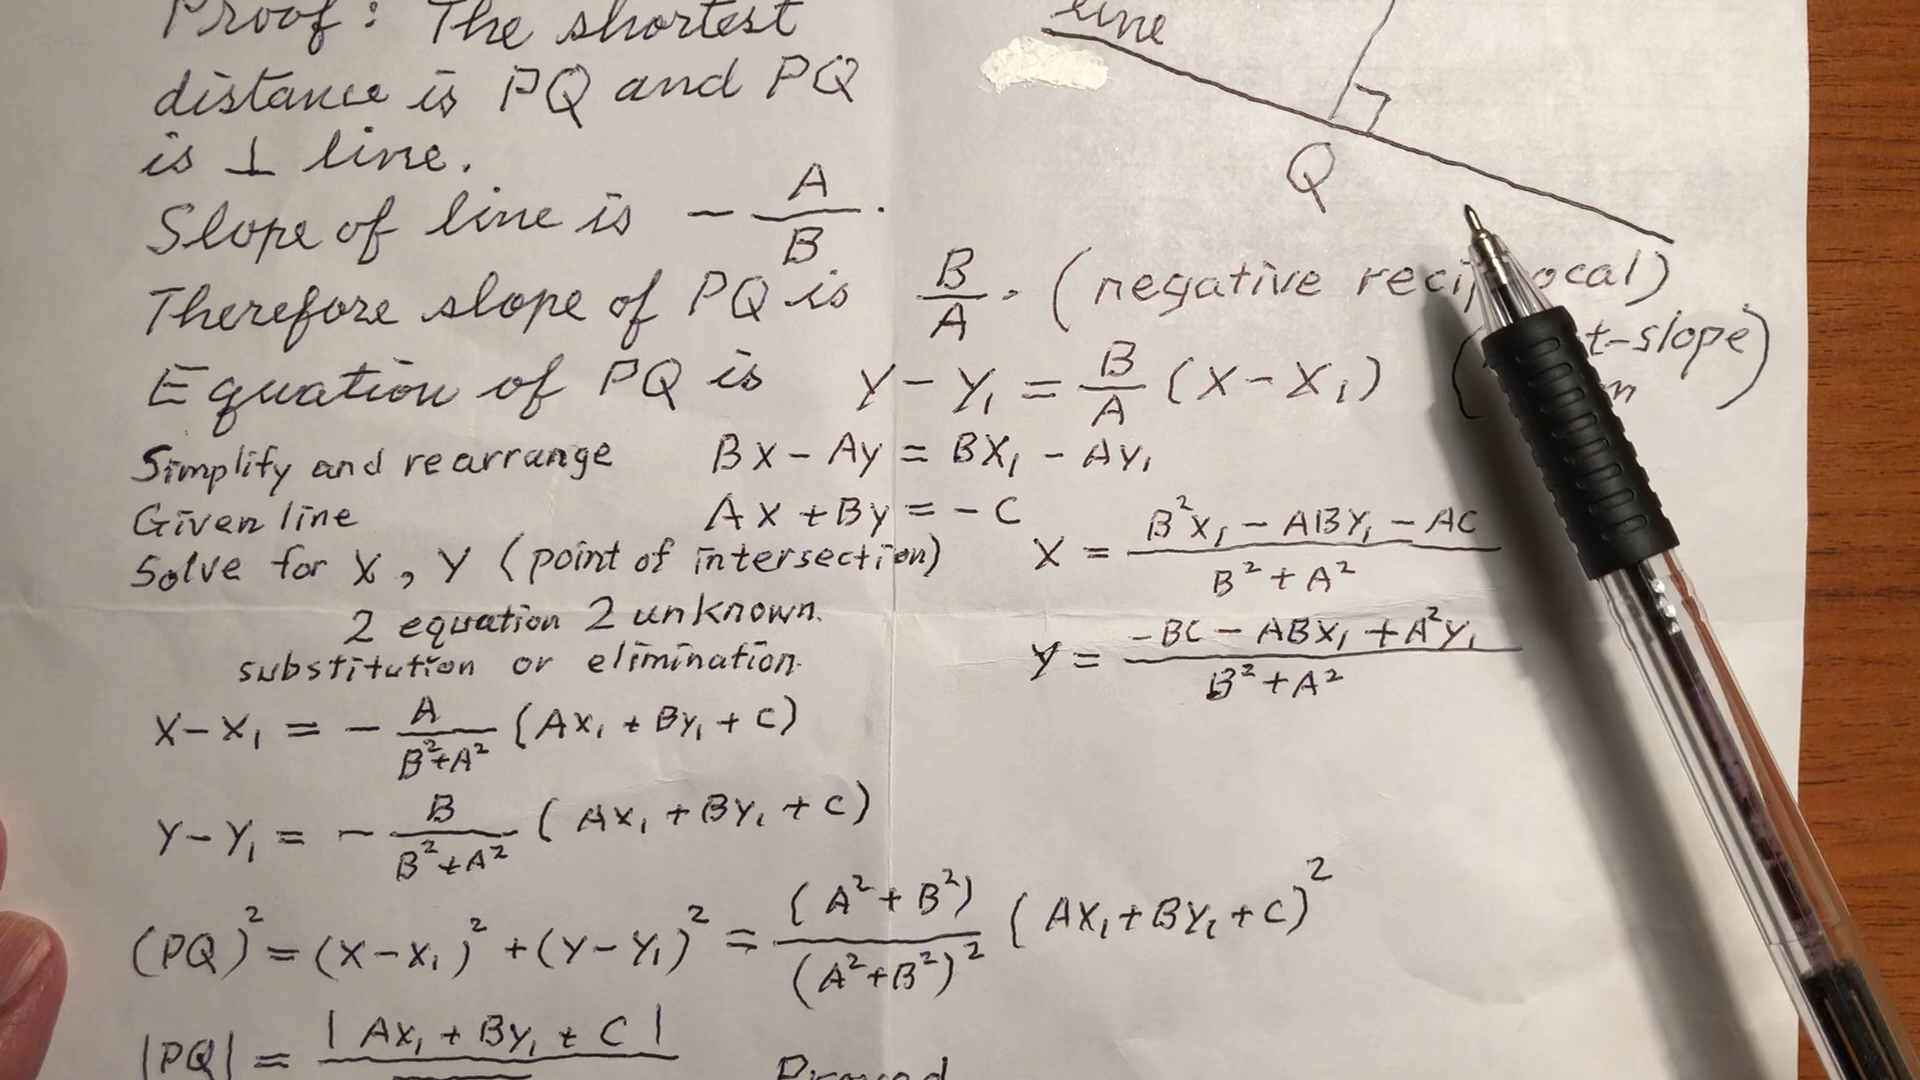 Proof: The shortest
line
distance is PQ and PQ
is ⊥ line.
Q
Slope of line is - A/B.
Therefore slope of PQ is B/A. (negative reciprocal)
Equation of PQ is Y - Y₁ = B/A (X - X₁) (t-slope)
Simplify and rearrange Bx - Ay = BX₁ - AY₁
Given line Ax + By = - C
Solve for X, Y (point of intersection) X = (B²X₁ - ABY₁ - AC)/(B² + A²)
2 equation 2 unknown.
substitution or elimination. Y = (-BC - ABX₁ + A²Y₁)/(B² + A²)
X - X₁ = - A/(B² + A²) (AX₁ + BY₁ + C)
Y - Y₁ = - B/(B² + A²) (AX₁ + BY₁ + C)
(PQ)² = (X - X₁)² + (Y - Y₁)² = (A² + B²)/(A² + B²)² (AX₁ + BY₁ + C)²
|PQ| = |AX₁ + BY₁ + C| Proved